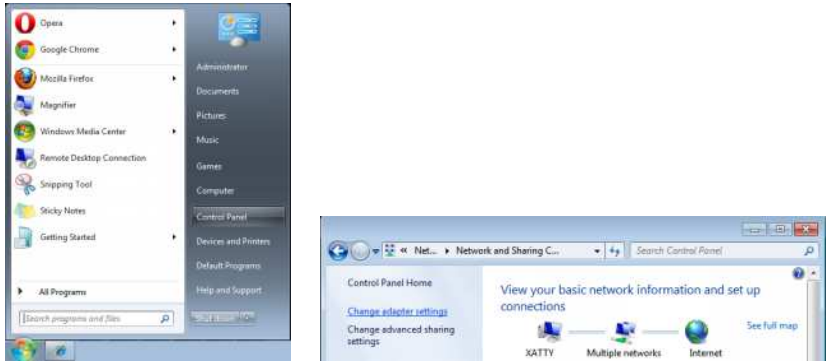 Opera
Google Chrome
Mozilla Firefox
Magnifier
Windows Media Center
Remote Desktop Connection
Snipping Tool
Sticky Notes
Getting Started
All Programs
Search programs and files
Administrator
Documents
Pictures
Music
Games
Computer
Control Panel
Devices and Printers
Default Programs
Help and Support
« Net... Network and Sharing C...
Search Control Panel
Control Panel Home
Change adapter settings
Change advanced sharing
settings
View your basic network information and set up
connections
See full map
XATTY Multiple networks Internet